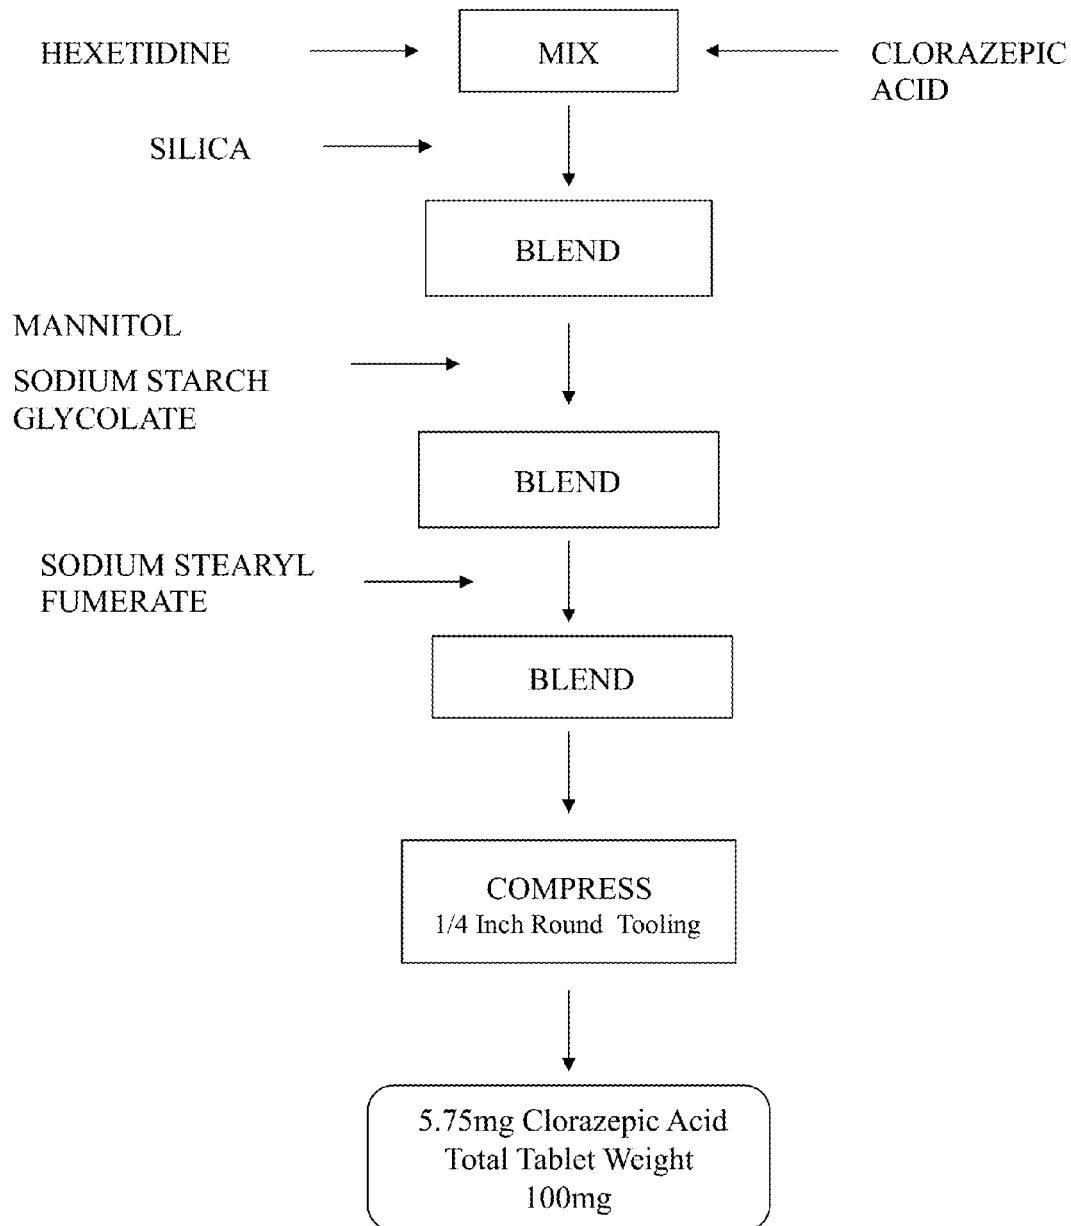 HEXETIDINE
MIX
CLORAZEPIC
ACID
SILICA
BLEND
MANNITOL
SODIUM STARCH
GLYCOLATE
BLEND
SODIUM STEARYL
FUMERATE
BLEND
COMPRESS
1/4 Inch Round Tooling
5.75mg Clorazepic Acid
Total Tablet Weight
100mg